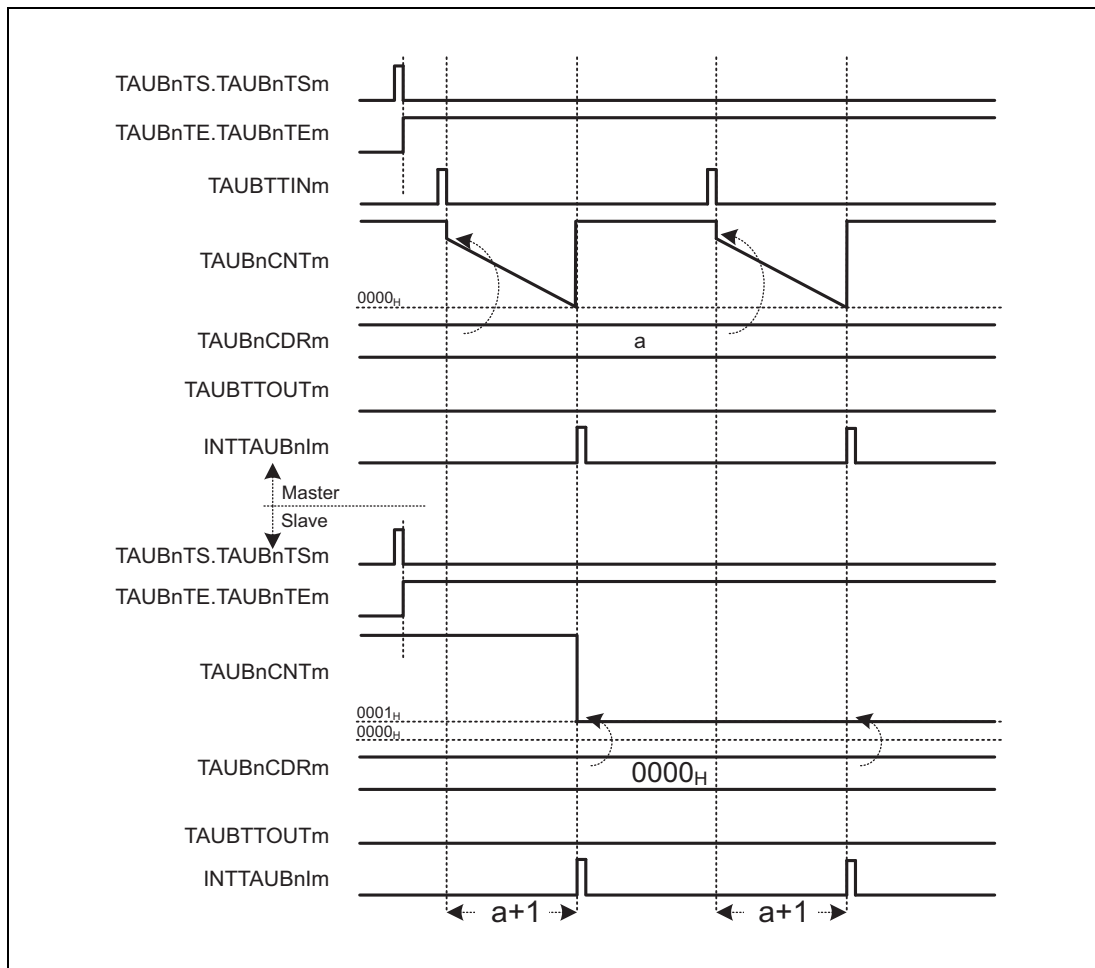 TAUBnTS.TAUBnTSm
TAUBnTE.TAUBnTEm
TAUBTTINm
TAUBnCNTm
0000H
TAUBnCDRm
a
TAUBTTOUTm
INTTAUBnIm
Master
Slave
TAUBnTS.TAUBnTSm
TAUBnTE.TAUBnTEm
TAUBnCNTm
0001H
0000H
TAUBnCDRm
0000H
TAUBTTOUTm
INTTAUBnIm
a+1
a+1